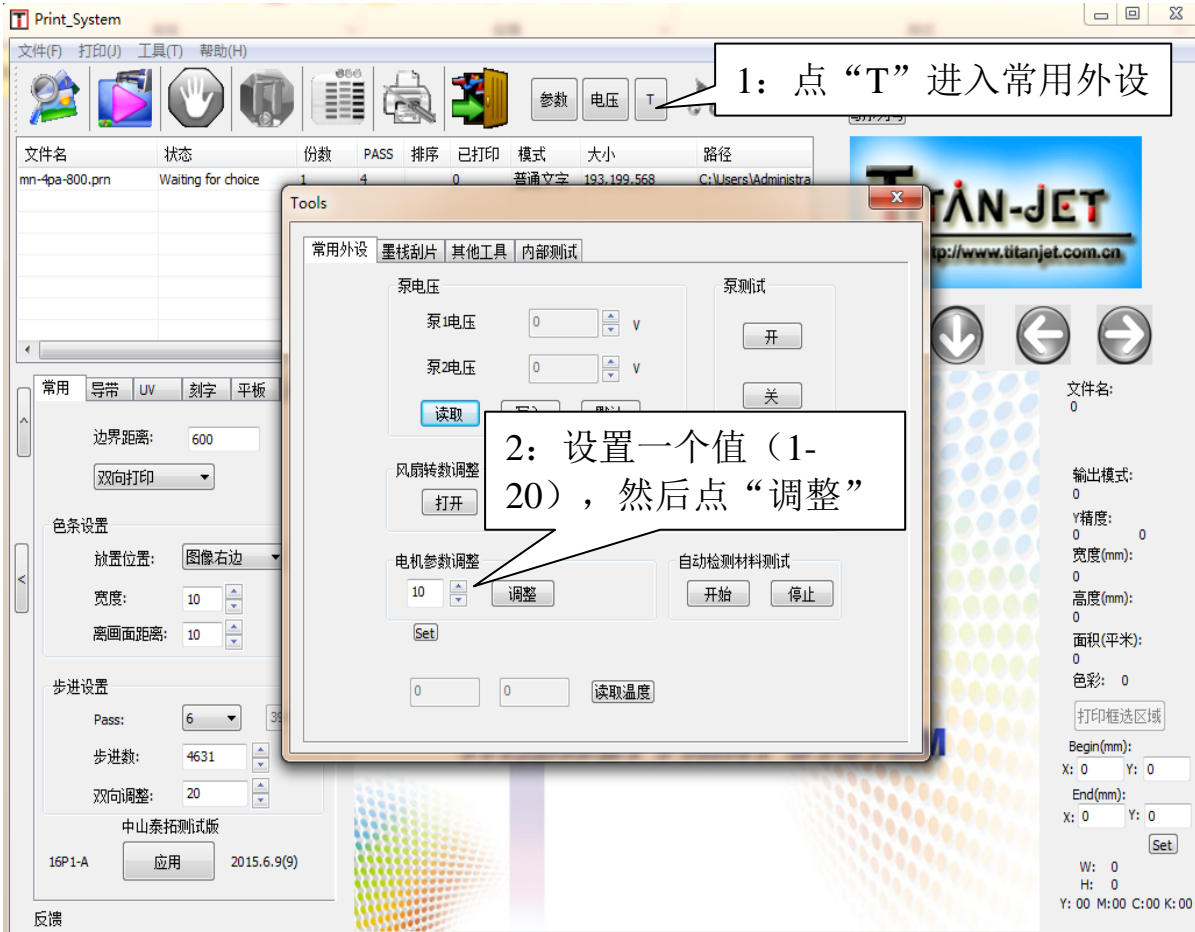 Print_System
文件(F) 打印(J) 工具(T) 帮助(H)
参数 电压 T
1：点“T”进入常用外设
文件名 状态 份数 PASS 排序 已打印 模式 大小 路径
mn-4pa-800.prn Waiting for choice 1 4 0 普通文字 193,199,568 C:\Users\Administra
TITAN-JET
tp://www.titanjet.com.cn
Tools
常用外设 墨栈刮片 其他工具 内部测试
泵电压
泵1电压 0 V
泵2电压 0 V
读取
泵测试
开
关
2：设置一个值（1-
20），然后点“调整”
风扇转数调整
打开
电机参数调整
10 调整
Set
自动检测材料测试
开始 停止
0 0 读取温度
常用 导带 UV 刻字 平板
边界距离: 600
双向打印
色条设置
放置位置: 图像右边
宽度: 10
离画面距离: 10
步进设置
Pass: 6
步进数: 4631
双向调整: 20
中山泰拓测试版
16P1-A 应用 2015.6.9(9)
反馈
文件名:
0
输出模式:
0
Y精度:
0 0
宽度(mm):
0
高度(mm):
0
面积(平米):
0
色彩: 0
打印框选区域
Begin(mm):
X: 0 Y: 0
End(mm):
X: 0 Y: 0
Set
W: 0
H: 0
Y: 00 M:00 C:00 K:00